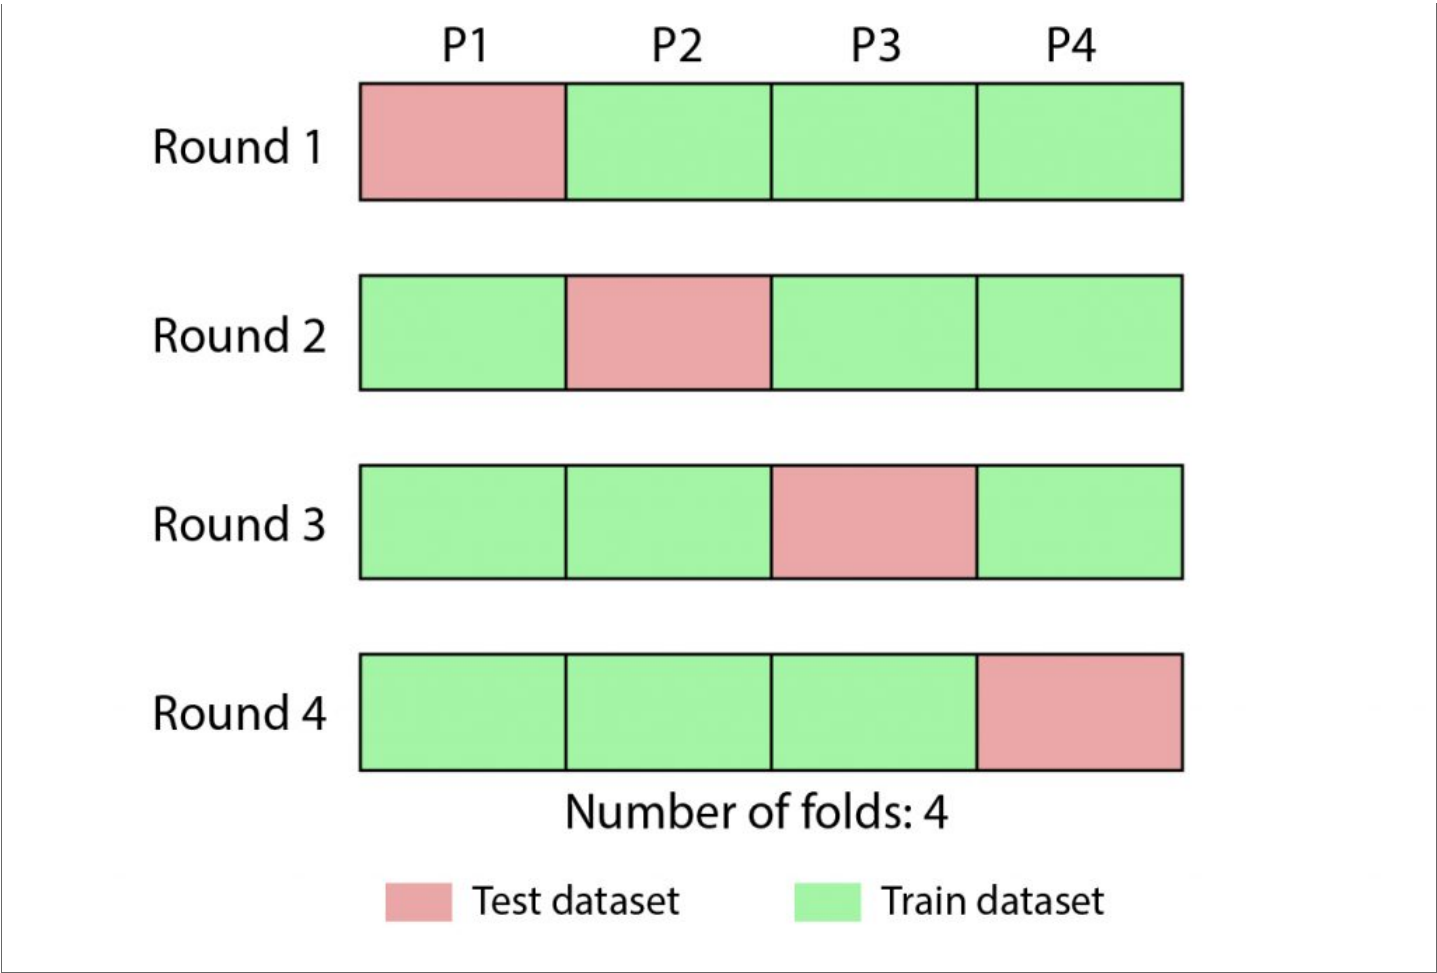 P1 P2 P3 P4
Round 1
Round 2
Round 3
Round 4
Number of folds: 4
Test dataset Train dataset